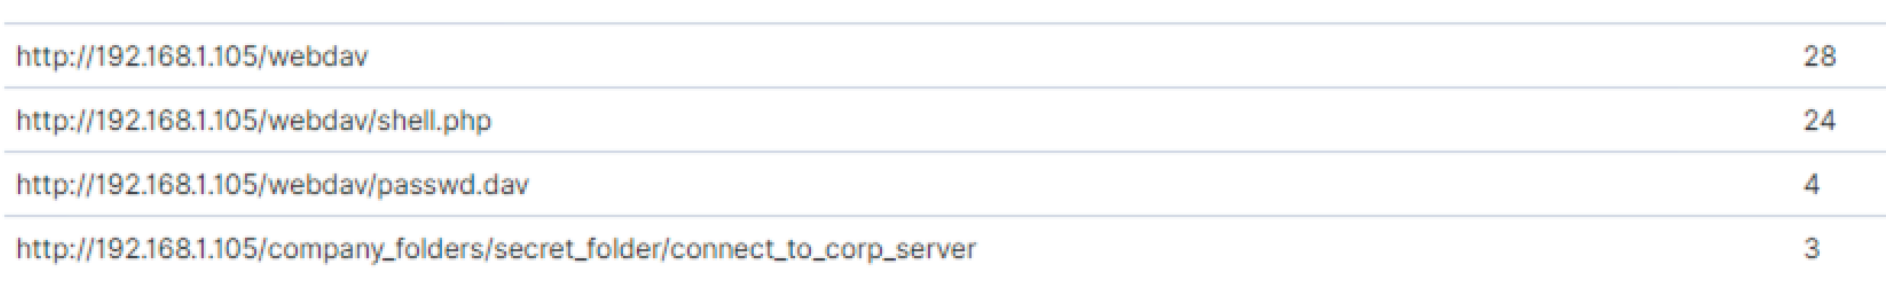 http://192.168.1.105/webdav 28
http://192.168.1.105/webdav/shell.php 24
http://192.168.1.105/webdav/passwd.dav 4
http://192.168.1.105/company_folders/secret_folder/connect_to_corp_server 3